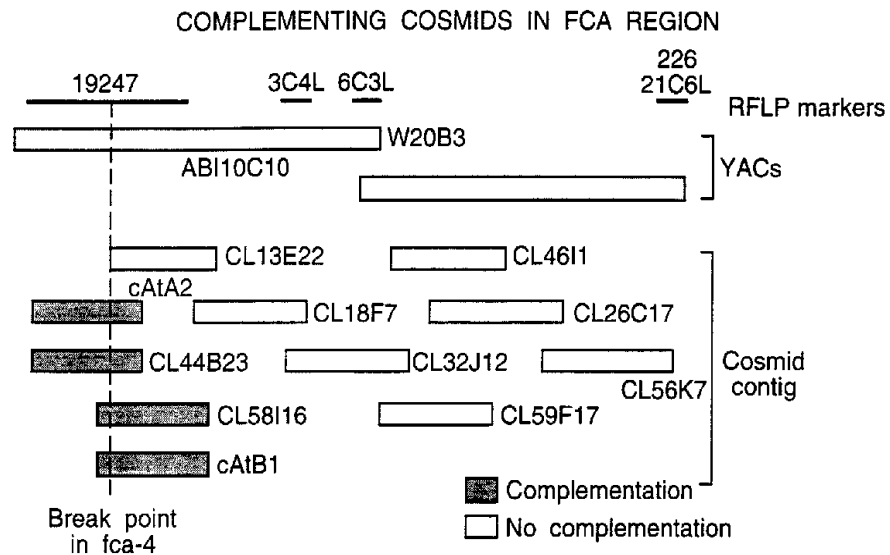 COMPLEMENTING COSMIDS IN FCA REGION
19247
3C4L
6C3L
226
21C6L
RFLP markers
W20B3
ABI10C10
YACs
CL13E22
CL46I1
cAtA2
CL18F7
CL26C17
CL44B23
CL32J12
CL56K7
Cosmid
contig
CL58I16
CL59F17
cAtB1
Complementation
No complementation
Break point
in fca-4